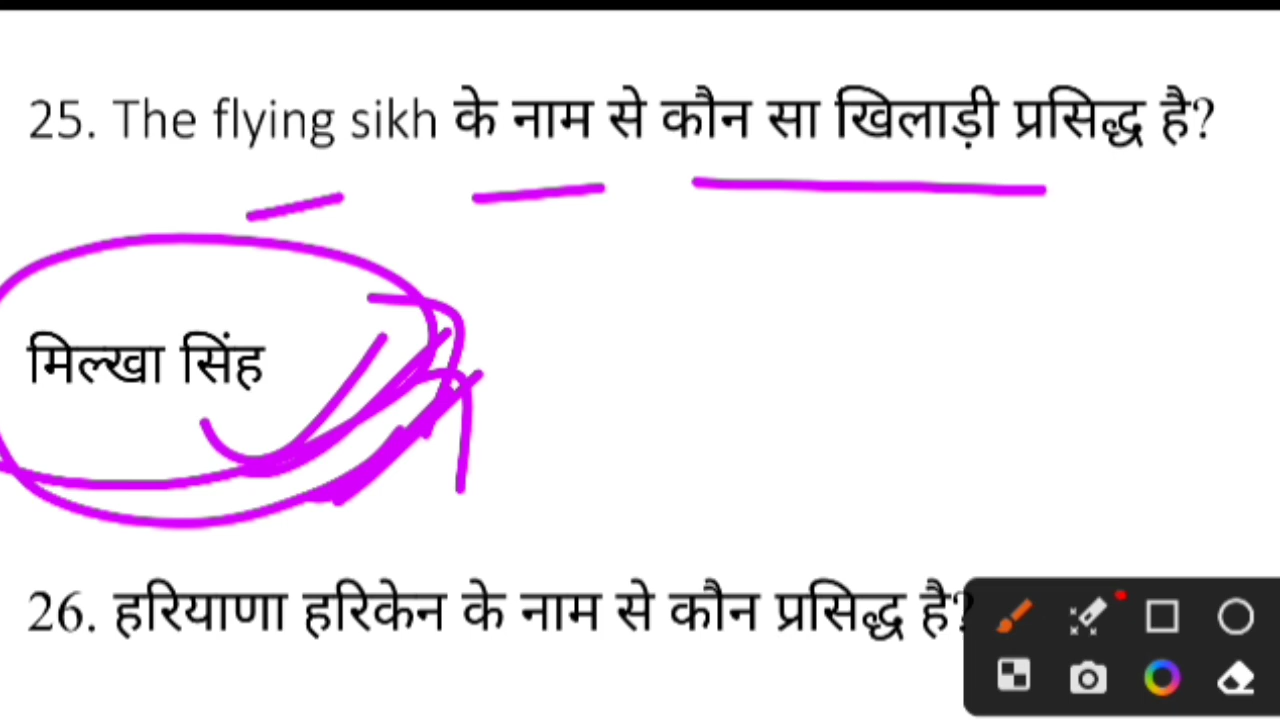 25. The flying sikh के नाम से कौन सा खिलाड़ी प्रसिद्ध है?
मिल्खा सिंह
26. हरियाणा हरिकेन के नाम से कौन प्रसिद्ध है?